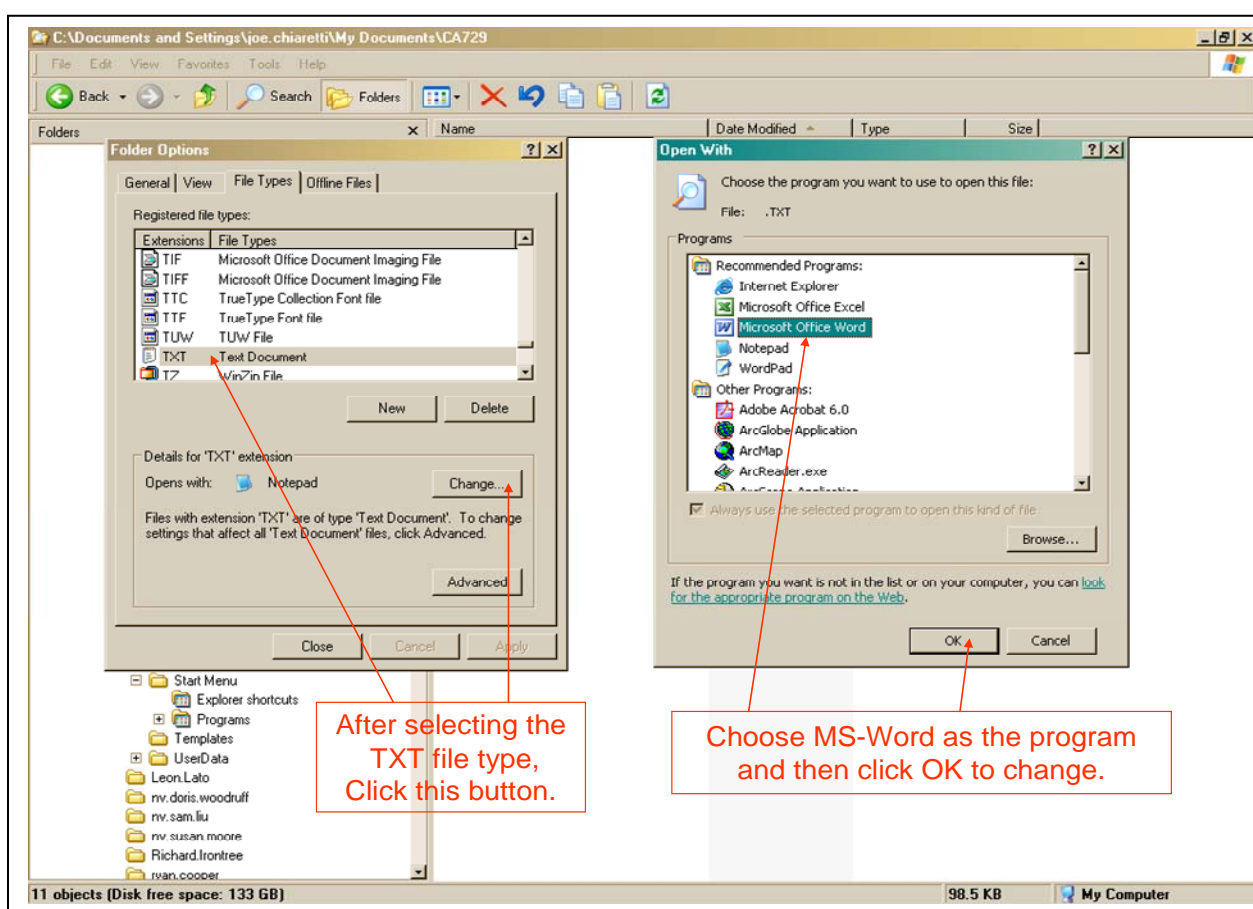 C:\Documents and Settings\joe.chiaretti\My Documents\CA729
File Edit View Favorites Tools Help
Back Search Folders
Folders Name Date Modified Type Size
Folder Options
General View File Types Offline Files
Registered file types:
Extensions File Types
TIF Microsoft Office Document Imaging File
TIFF Microsoft Office Document Imaging File
TTC TrueType Collection Font file
TTF TrueType Font file
TUW TUW File
TXT Text Document
TZ WinZip File
New Delete
Details for 'TXT' extension
Opens with: Notepad Change...
Files with extension 'TXT' are of type 'Text Document'. To change
settings that affect all 'Text Document' files, click Advanced.
Advanced
Close Cancel Apply
Open With
Choose the program you want to use to open this file:
File: .TXT
Programs
Recommended Programs:
Internet Explorer
Microsoft Office Excel
Microsoft Office Word
Notepad
WordPad
Other Programs:
Adobe Acrobat 6.0
ArcGlobe Application
ArcMap
ArcReader.exe
ArcScene Application
Always use the selected program to open this kind of file
Browse...
If the program you want is not in the list or on your computer, you can look
for the appropriate program on the Web.
OK Cancel
Start Menu
Explorer shortcuts
Programs
Templates
UserData
Leon.Lato
nv.doris.woodruff
nv.sam.liu
nv.susan.moore
Richard.Irontree
ryan.cooper
After selecting the
TXT file type,
Click this button.
Choose MS-Word as the program
and then click OK to change.
11 objects (Disk free space: 133 GB) 98.5 KB My Computer